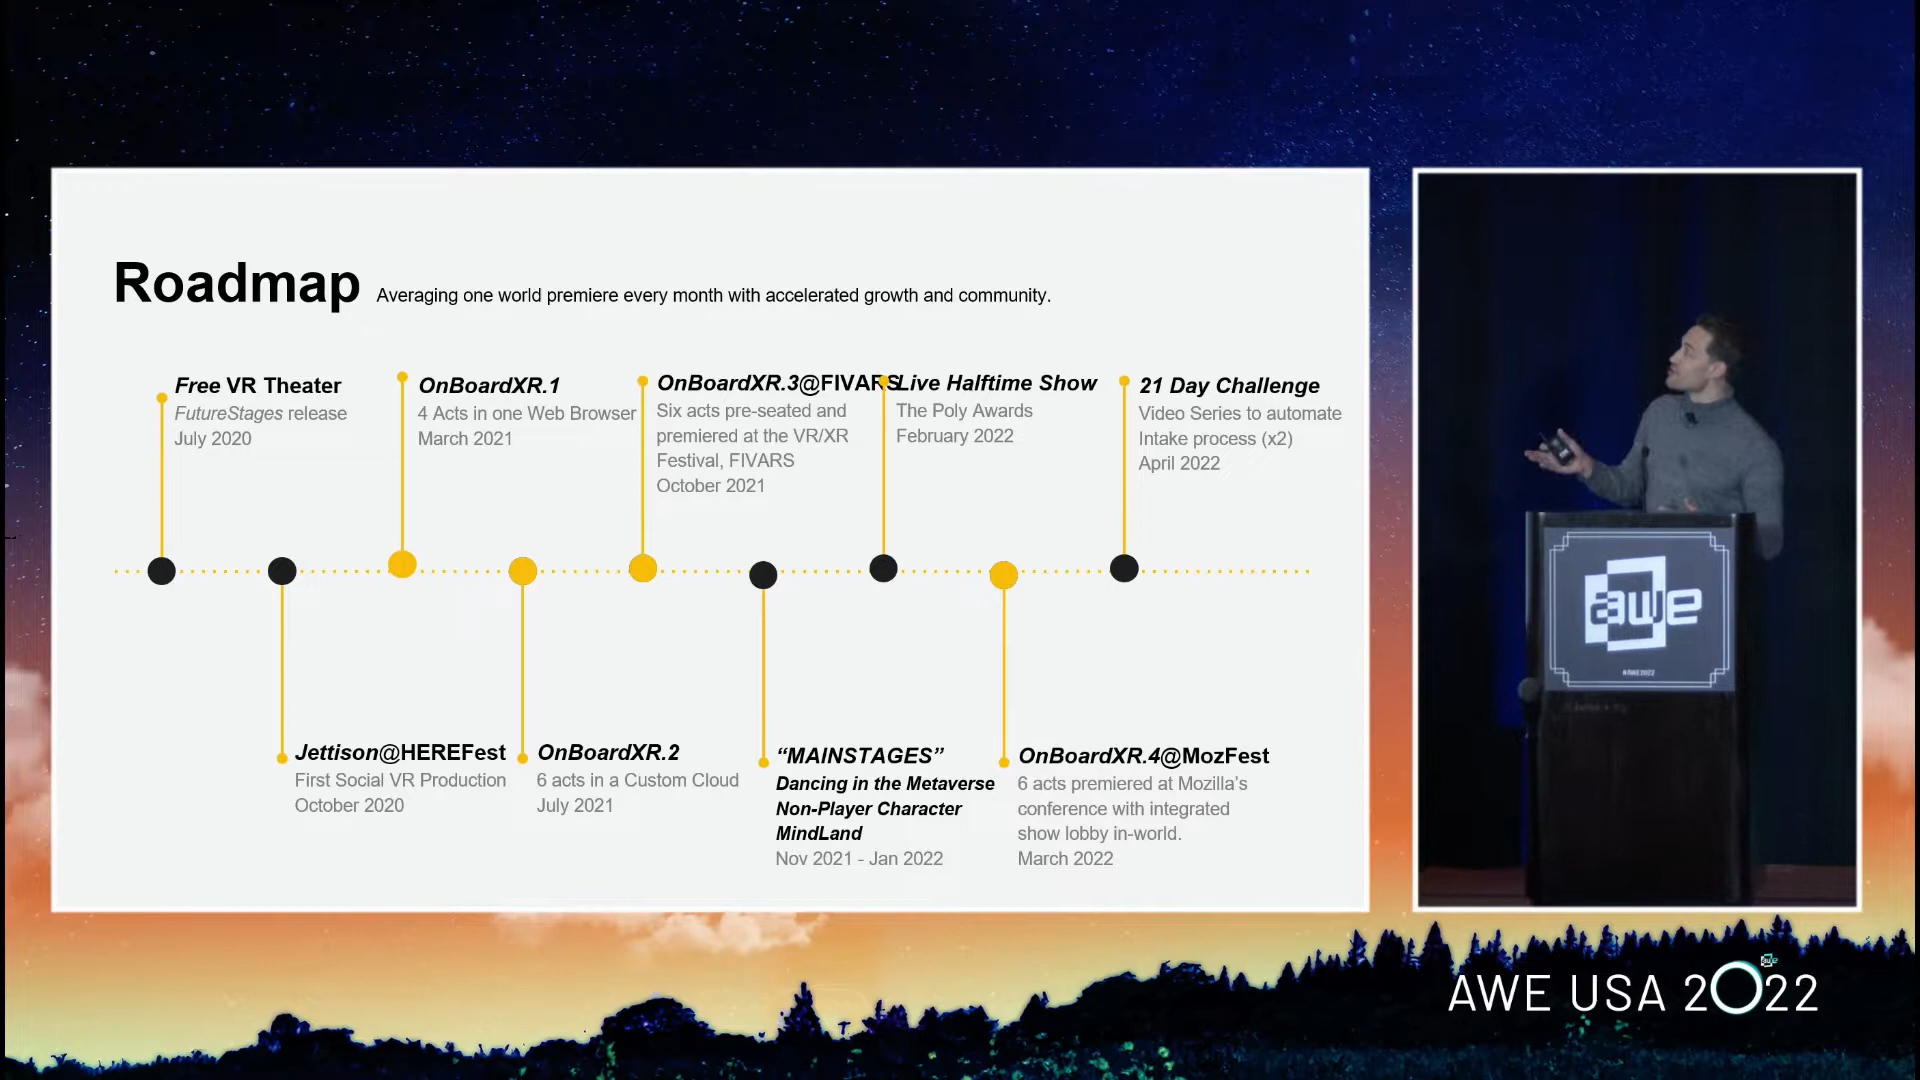 Roadmap Averaging one world premiere every month with accelerated growth and community.
Free VR Theater
FutureStages release
July 2020
OnBoardXR.1
4 Acts in one Web Browser
March 2021
OnBoardXR.3@FIVARS
Six acts pre-seated and
premiered at the VR/XR
Festival, FIVARS
October 2021
Live Halftime Show
The Poly Awards
February 2022
21 Day Challenge
Video Series to automate
Intake process (x2)
April 2022
Jettison@HEREFest
First Social VR Production
October 2020
OnBoardXR.2
6 acts in a Custom Cloud
July 2021
“MAINSTAGES”
Dancing in the Metaverse
Non-Player Character
MindLand
Nov 2021 - Jan 2022
OnBoardXR.4@MozFest
6 acts premiered at Mozilla’s
conference with integrated
show lobby in-world.
March 2022
awe
#AWE2022
awe
AWE USA 2022